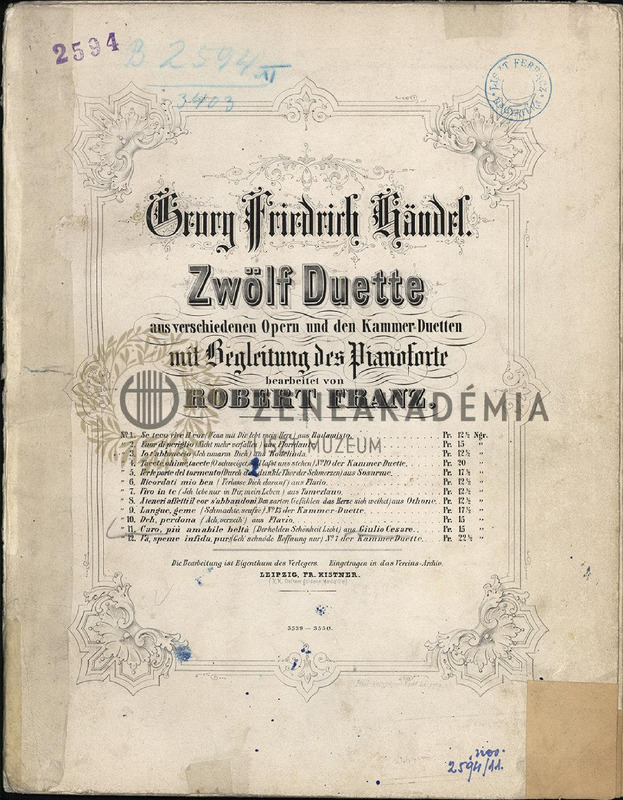 2594
B 2594/XI
3403
LISZT FERENC
Georg Friedrich Händel.
Zwölf Duette
aus verschiedenen Opern und den Kammer-Duetten
mit Begleitung des Pianoforte
bearbeitet von
ROBERT FRANZ.
ZENEAKADÉMIA
MÚZEUM
No 1. Se teco vive il cor (Wenn mit Dir lebt mein Herz) aus Radamisto. Pr. 12½ Ngr.
" 2. Fuor di periglio (Nicht mehr verfallen) aus Floridante. Pr. 15 "
" 3. Io t'abbraccio (Ich umarm Dich) aus Rodelinda. Pr. 17½ "
" 4. Tacete, ohime, tacete (O schweiget, laßt uns stehen) No 10 der Kammer Duette. Pr. 20 "
" 5. Per le porte del tormento (Durch das dunkle Thor der Schmerzen) aus Sosarme. Pr. 17½ "
" 6. Ricordati mio ben (Verlasse Dich darauf) aus Flavio. Pr. 12½ "
" 7. Vivo in te (Ich lebe nur in Dir, mein Leben) aus Tamerlano. Pr. 12½ "
" 8. A teneri affetti il cor s'abbandoni (Den zarten Gefühlen das Herz sich weihet) aus Othone. Pr. 12½ "
" 9. Langue, geme (Schmachte, seufze) No 13 der Kammer-Duette. Pr. 17½ "
" 10. Deh, perdona (Ach, verzeih) aus Flavio. Pr. 15 "
" 11. Caro, più amabile beltà (Der holden Schönheit Licht) aus Giulio Cesare. Pr. 15 "
" 12. Và, speme infida, pur (Geh' schnöde Hoffnung nur) No 7 der Kammer Duette. Pr. 22½ "
Die Bearbeitung ist Eigenthum des Verlegers. Eingetragen in das Vereins-Archiv.
LEIPZIG, FR. KISTNER.
3539 — 3550.
2594/11.